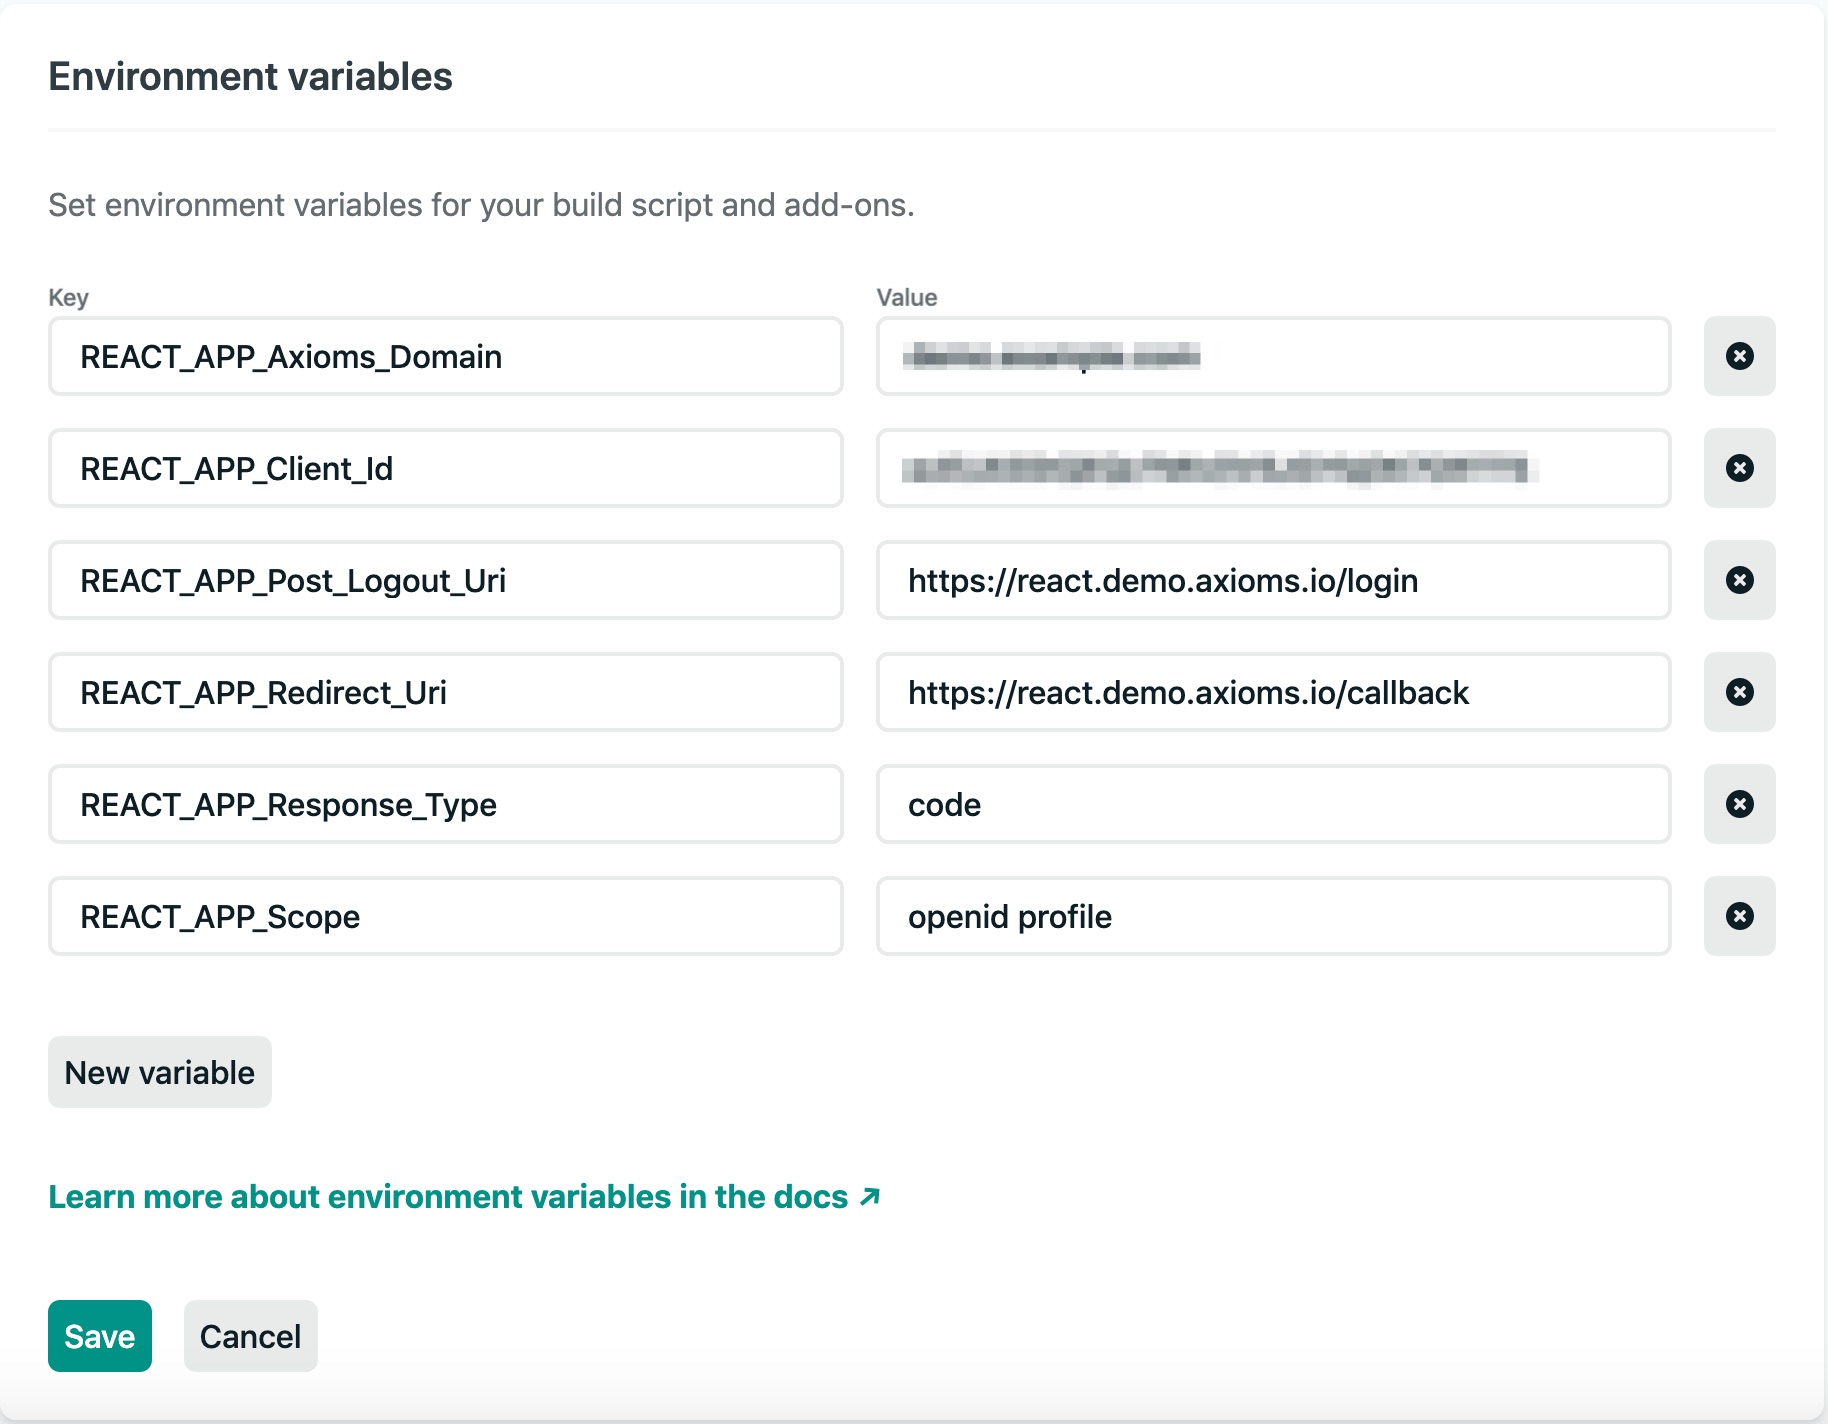 Environment variables
Set environment variables for your build script and add-ons.
Key Value
REACT_APP_Axioms_Domain
REACT_APP_Client_Id
REACT_APP_Post_Logout_Uri https://react.demo.axioms.io/login
REACT_APP_Redirect_Uri https://react.demo.axioms.io/callback
REACT_APP_Response_Type code
REACT_APP_Scope openid profile
New variable
Learn more about environment variables in the docs ↗
Save Cancel